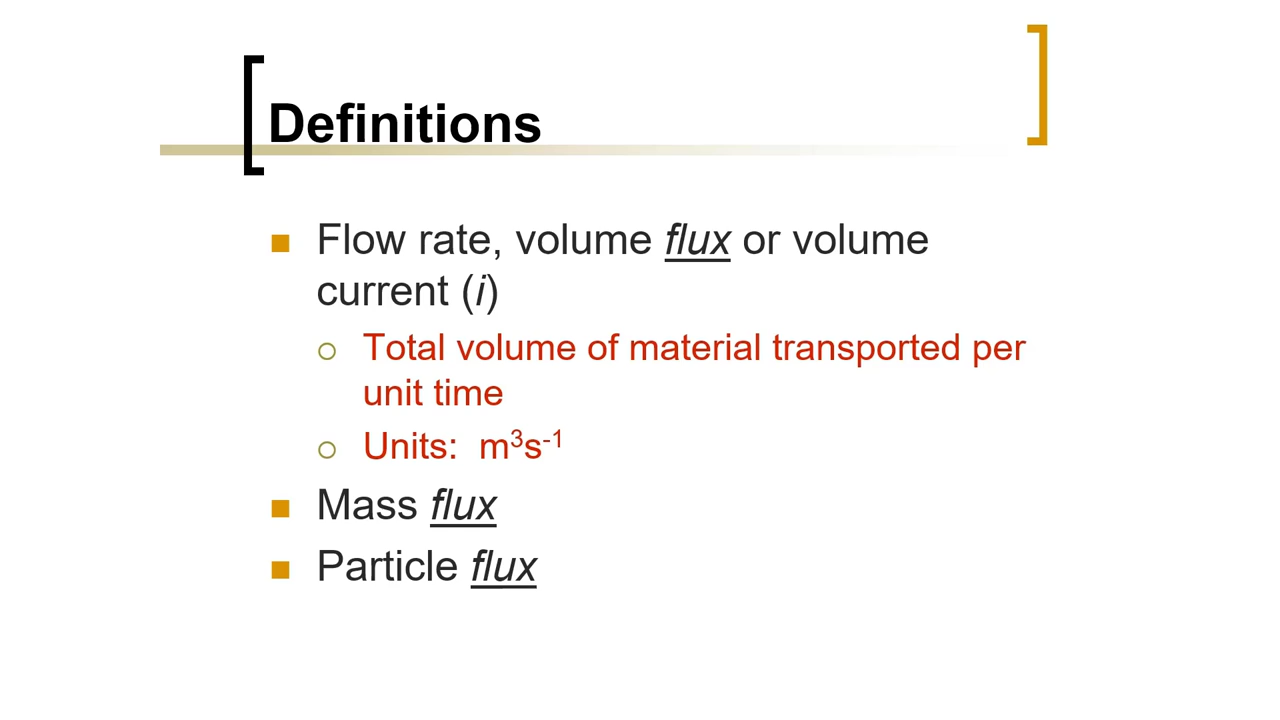 Definitions
Flow rate, volume flux or volume
current (i)
Total volume of material transported per
unit time
Units: m³s⁻¹
Mass flux
Particle flux